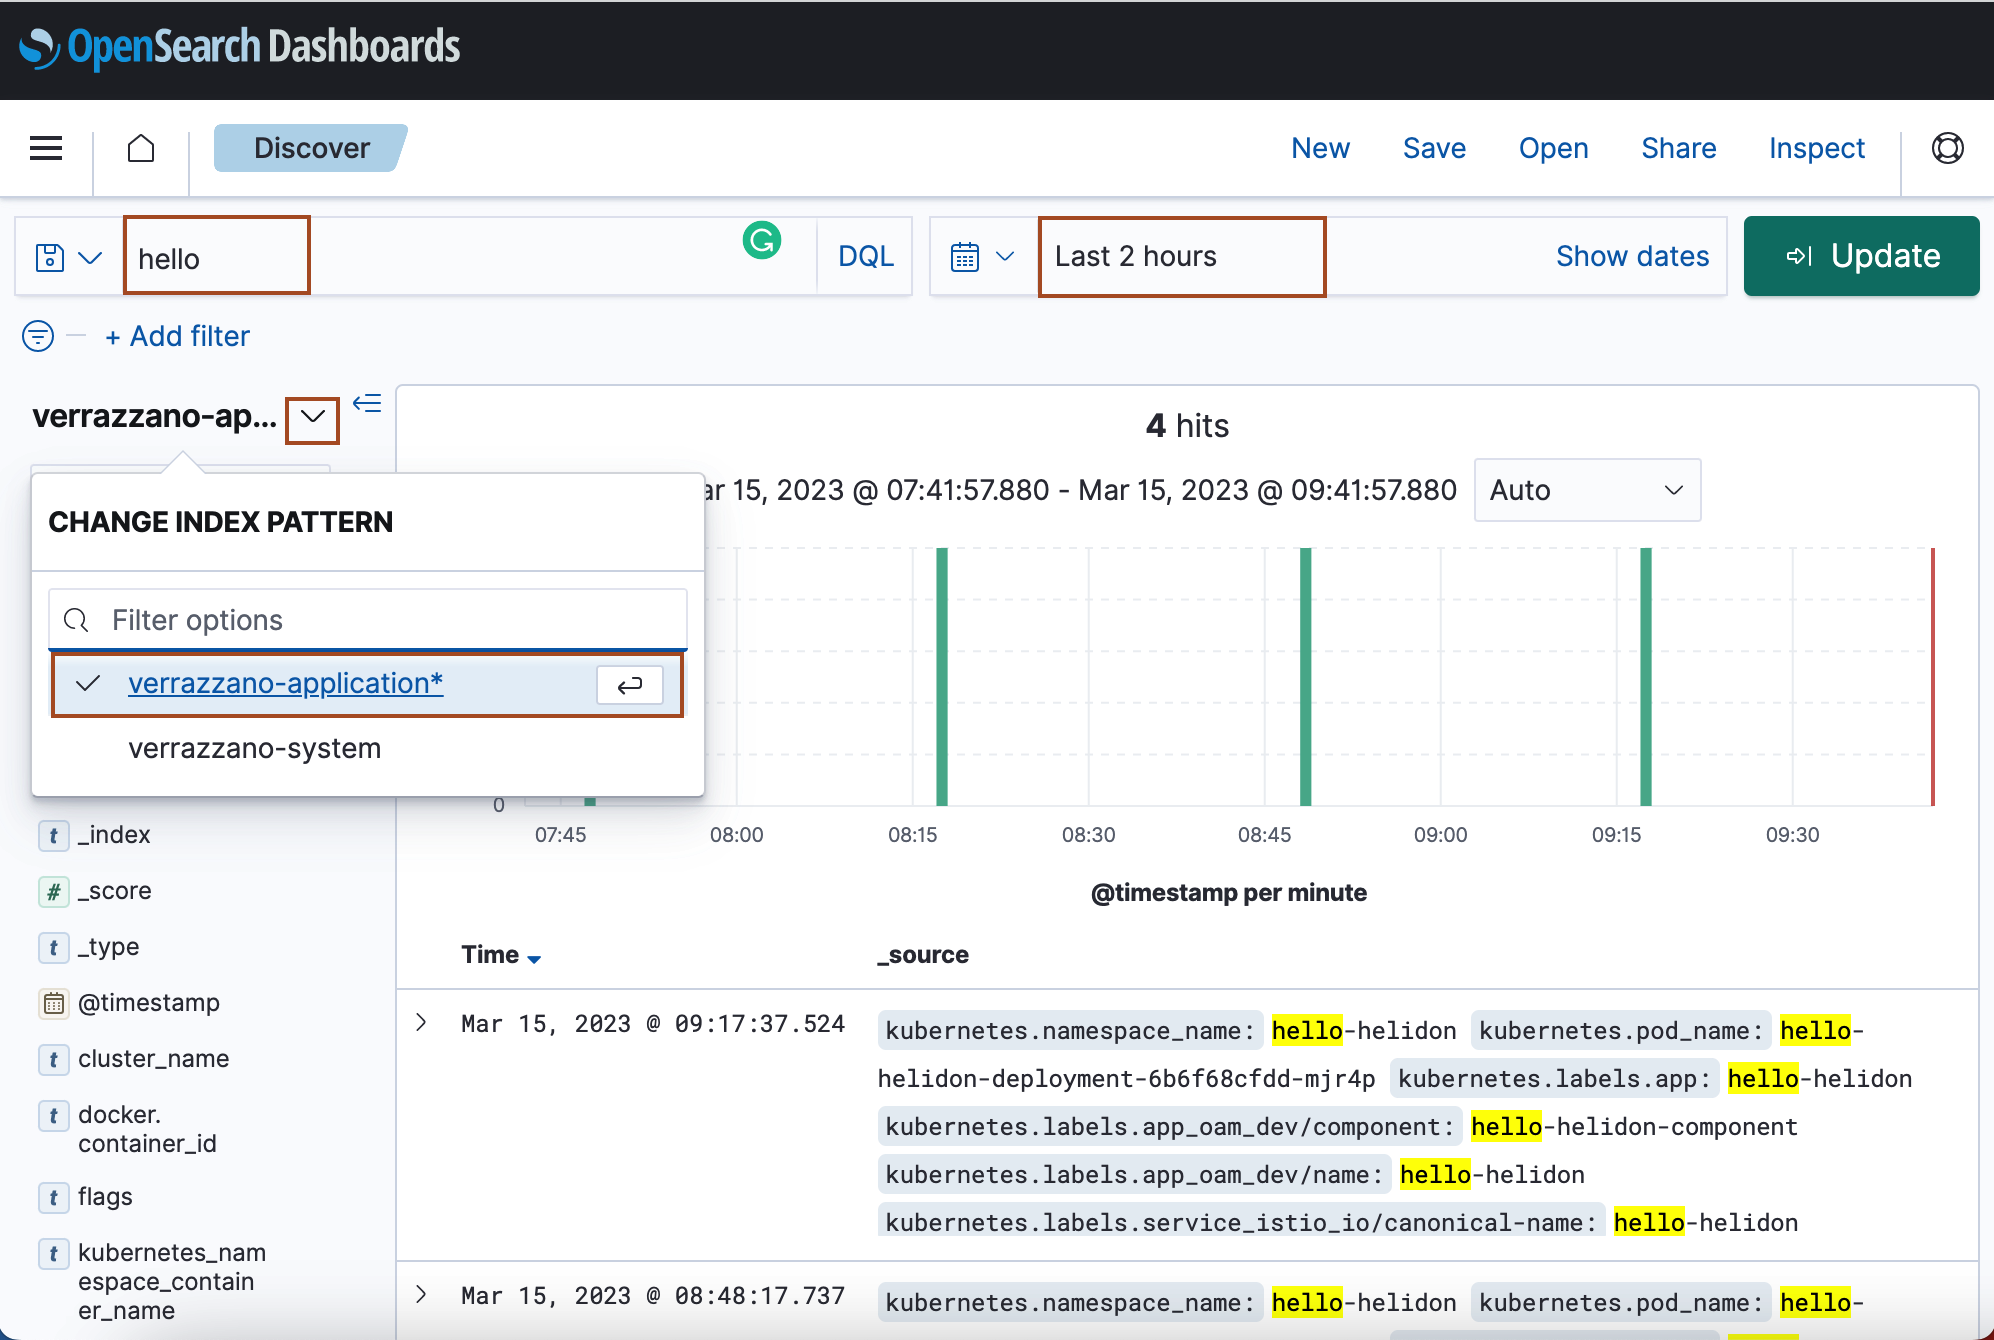 OpenSearch Dashboards
Discover
New Save Open Share Inspect
hello
DQL
Last 2 hours
Show dates
Update
+ Add filter
verrazzano-ap...
4 hits
ar 15, 2023 @ 07:41:57.880 - Mar 15, 2023 @ 09:41:57.880
Auto
CHANGE INDEX PATTERN
Filter options
verrazzano-application*
verrazzano-system
0
07:45 08:00 08:15 08:30 08:45 09:00 09:15 09:30
@timestamp per minute
t _index
# _score
t _type
@timestamp
t cluster_name
t docker.
container_id
t flags
t kubernetes_nam
espace_contain
er_name
Time _source
Mar 15, 2023 @ 09:17:37.524
kubernetes.namespace_name: hello-helidon kubernetes.pod_name: hello-
helidon-deployment-6b6f68cfdd-mjr4p kubernetes.labels.app: hello-helidon
kubernetes.labels.app_oam_dev/component: hello-helidon-component
kubernetes.labels.app_oam_dev/name: hello-helidon
kubernetes.labels.service_istio_io/canonical-name: hello-helidon
Mar 15, 2023 @ 08:48:17.737
kubernetes.namespace_name: hello-helidon kubernetes.pod_name: hello-